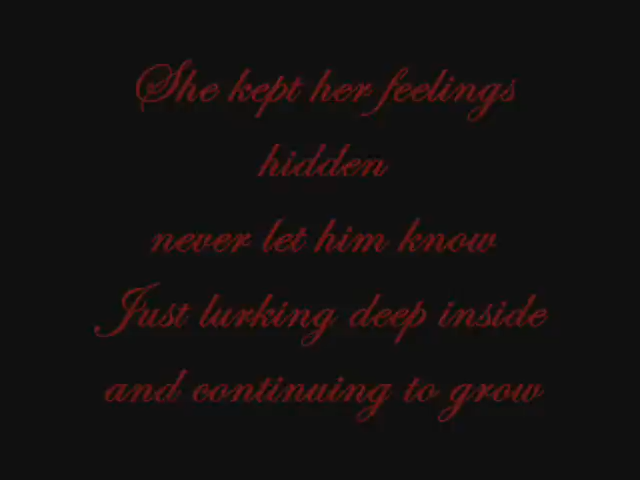 She kept her feelings
hidden
never let him know
Just lurking deep inside
and continuing to grow